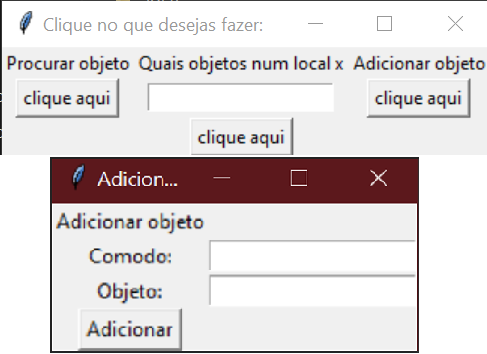 Clique no que desejas fazer:
Procurar objeto Quais objetos num local x Adicionar objeto
clique aqui clique aqui
clique aqui
Adicion...
Adicionar objeto
Comodo:
Objeto:
Adicionar